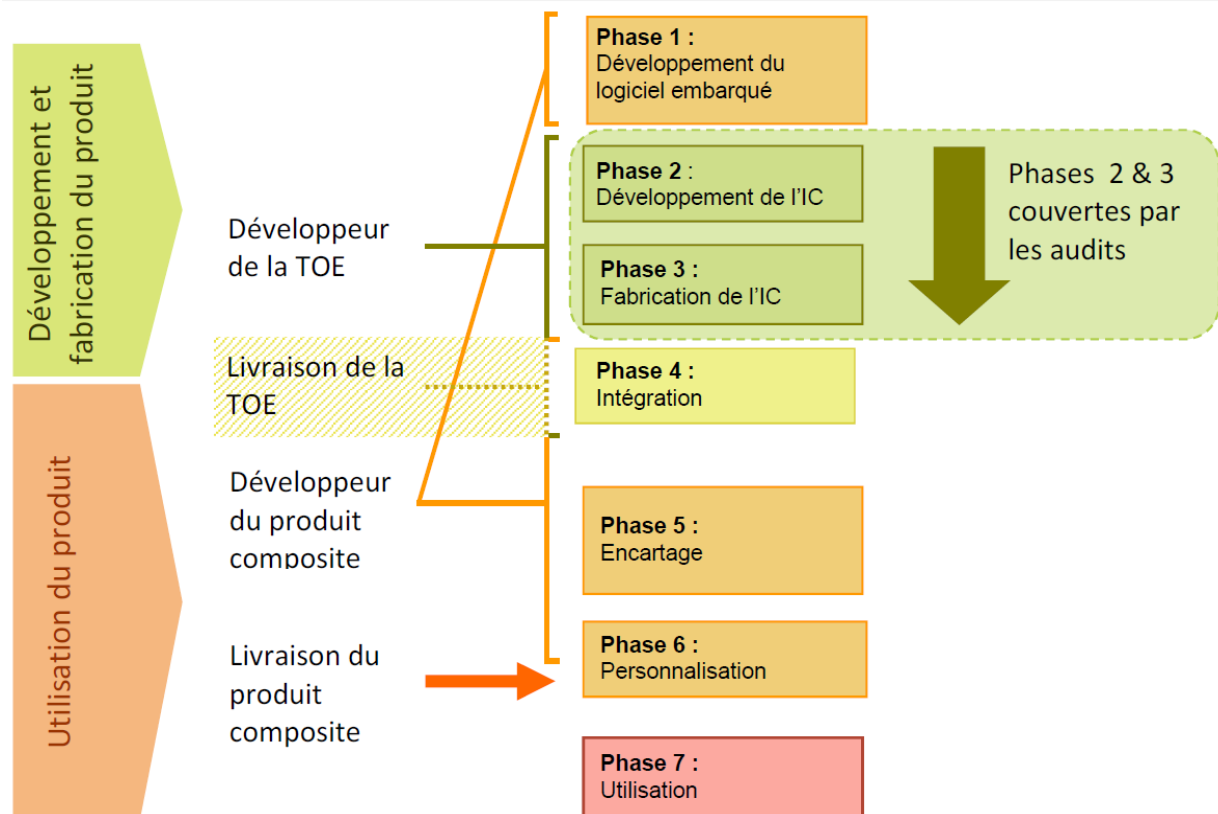 Développement et
fabrication du produit
Utilisation du produit
Développeur
de la TOE
Livraison de la
TOE
Développeur
du produit
composite
Livraison du
produit
composite
Phase 1 :
Développement du
logiciel embarqué
Phase 2 :
Développement de l’IC
Phase 3 :
Fabrication de l’IC
Phases 2 & 3
couvertes par
les audits
Phase 4 :
Intégration
Phase 5 :
Encartage
Phase 6 :
Personnalisation
Phase 7 :
Utilisation